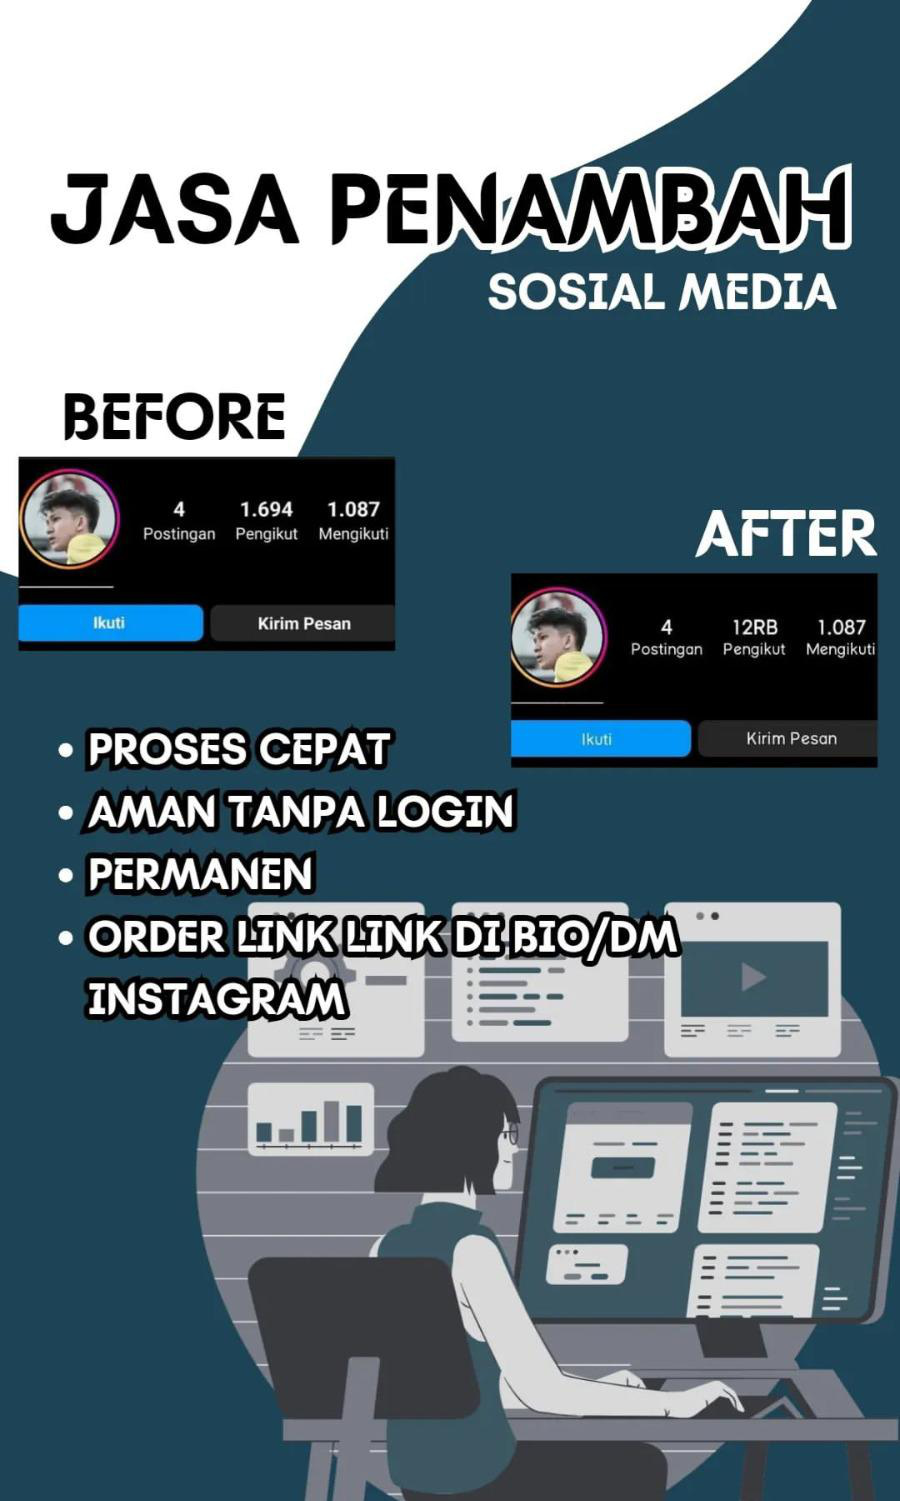 JASA PENAMBAH
SOSIAL MEDIA
BEFORE
4 1.694 1.087
Postingan Pengikut Mengikuti
Ikuti Kirim Pesan
AFTER
4 12RB 1.087
Postingan Pengikut Mengikuti
Ikuti Kirim Pesan
• PROSES CEPAT
• AMAN TANPA LOGIN
• PERMANEN
• ORDER LINK LINK DI BIO/DM
INSTAGRAM